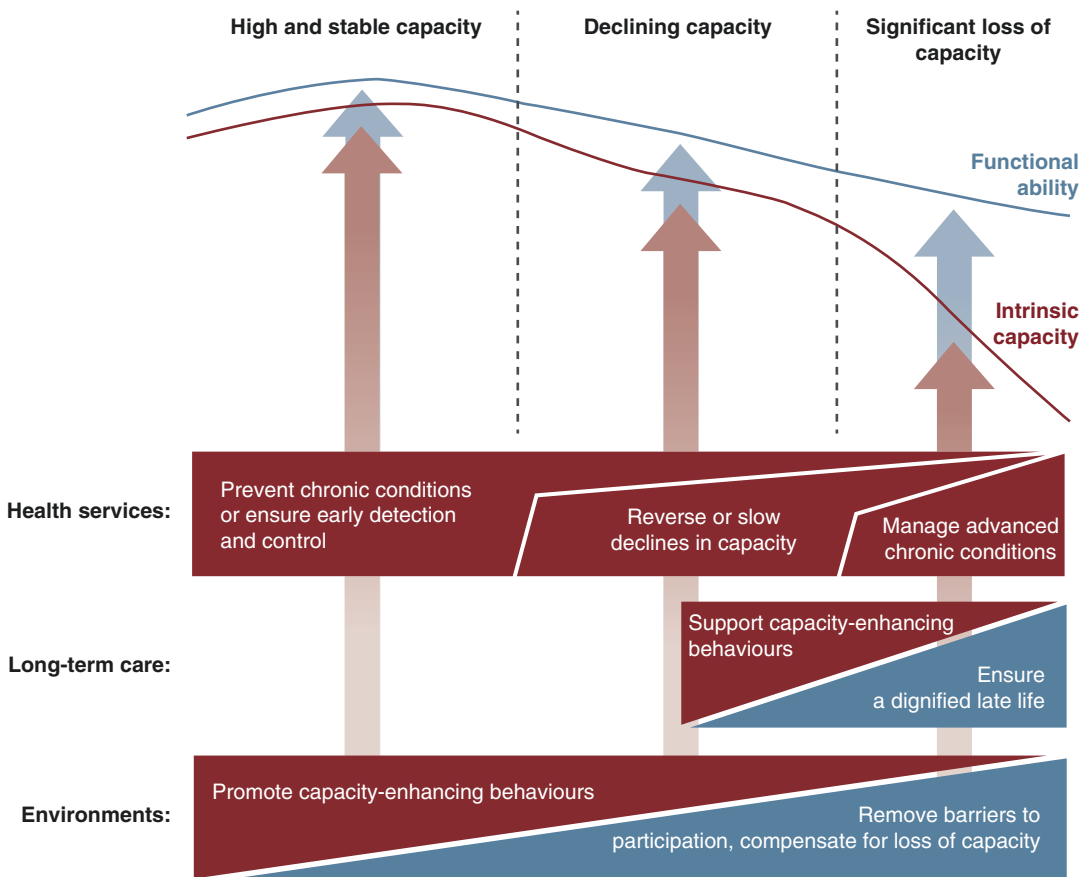 High and stable capacity
Declining capacity
Significant loss of
capacity
Functional
ability
Intrinsic
capacity
Health services:
Prevent chronic conditions
or ensure early detection
and control
Reverse or slow
declines in capacity
Manage advanced
chronic conditions
Long-term care:
Support capacity-enhancing
behaviours
Ensure
a dignified late life
Environments:
Promote capacity-enhancing behaviours
Remove barriers to
participation, compensate for loss of capacity